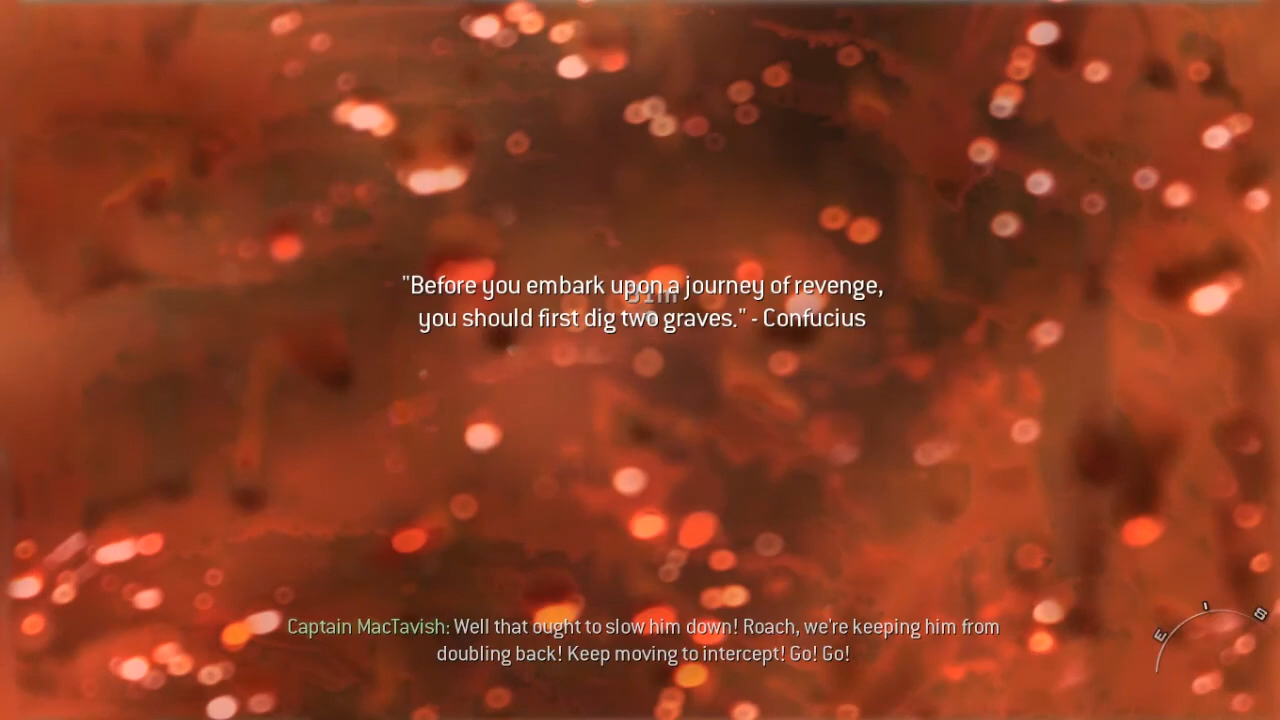 "Before you embark upon a journey of revenge,
you should first dig two graves." - Confucius
Captain MacTavish: Well that ought to slow him down! Roach, we're keeping him from
doubling back! Keep moving to intercept! Go! Go!
E
S